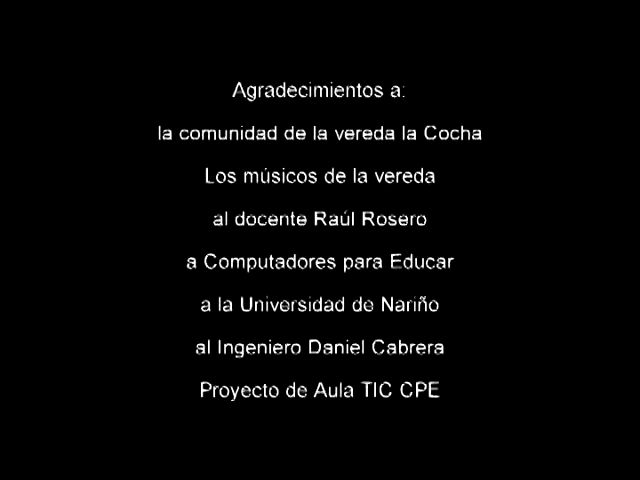 Agradecimientos a:
la comunidad de la vereda la Cocha
Los músicos de la vereda
al docente Raúl Rosero
a Computadores para Educar
a la Universidad de Nariño
al Ingeniero Daniel Cabrera
Proyecto de Aula TIC CPE